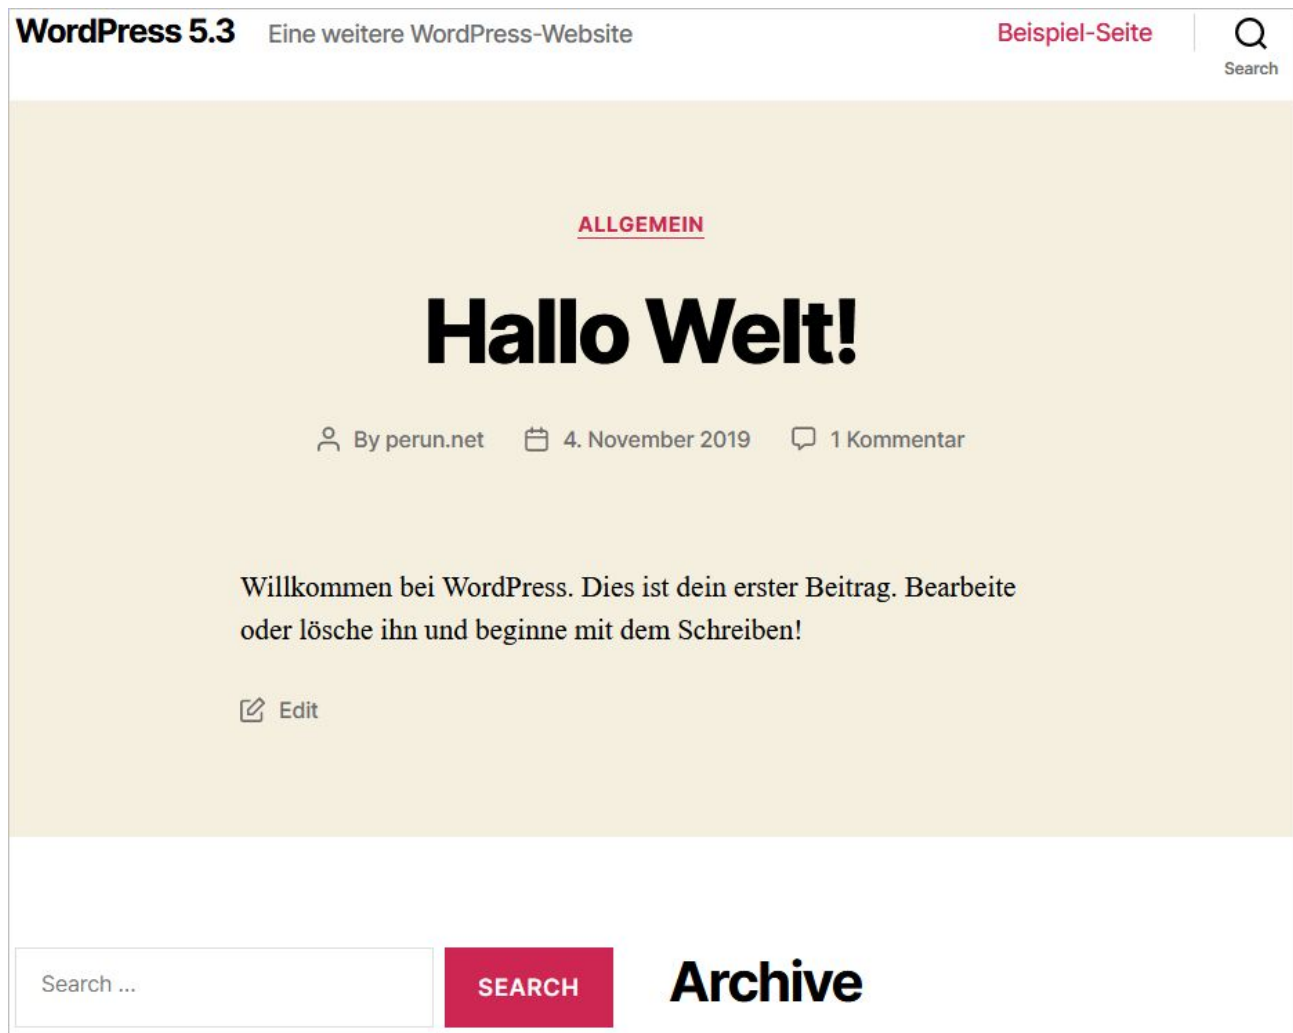 WordPress 5.3 Eine weitere WordPress-Website Beispiel-Seite
Search
ALLGEMEIN
Hallo Welt!
By perun.net 4. November 2019 1 Kommentar
Willkommen bei WordPress. Dies ist dein erster Beitrag. Bearbeite
oder lösche ihn und beginne mit dem Schreiben!
Edit
Search ... SEARCH Archive